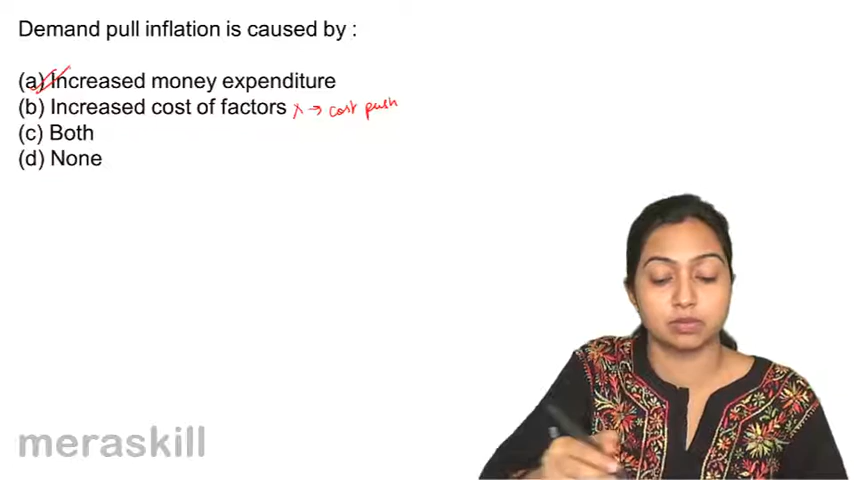 Demand pull inflation is caused by :
(a) Increased money expenditure
(b) Increased cost of factors x → cost push
(c) Both
(d) None
meraskill